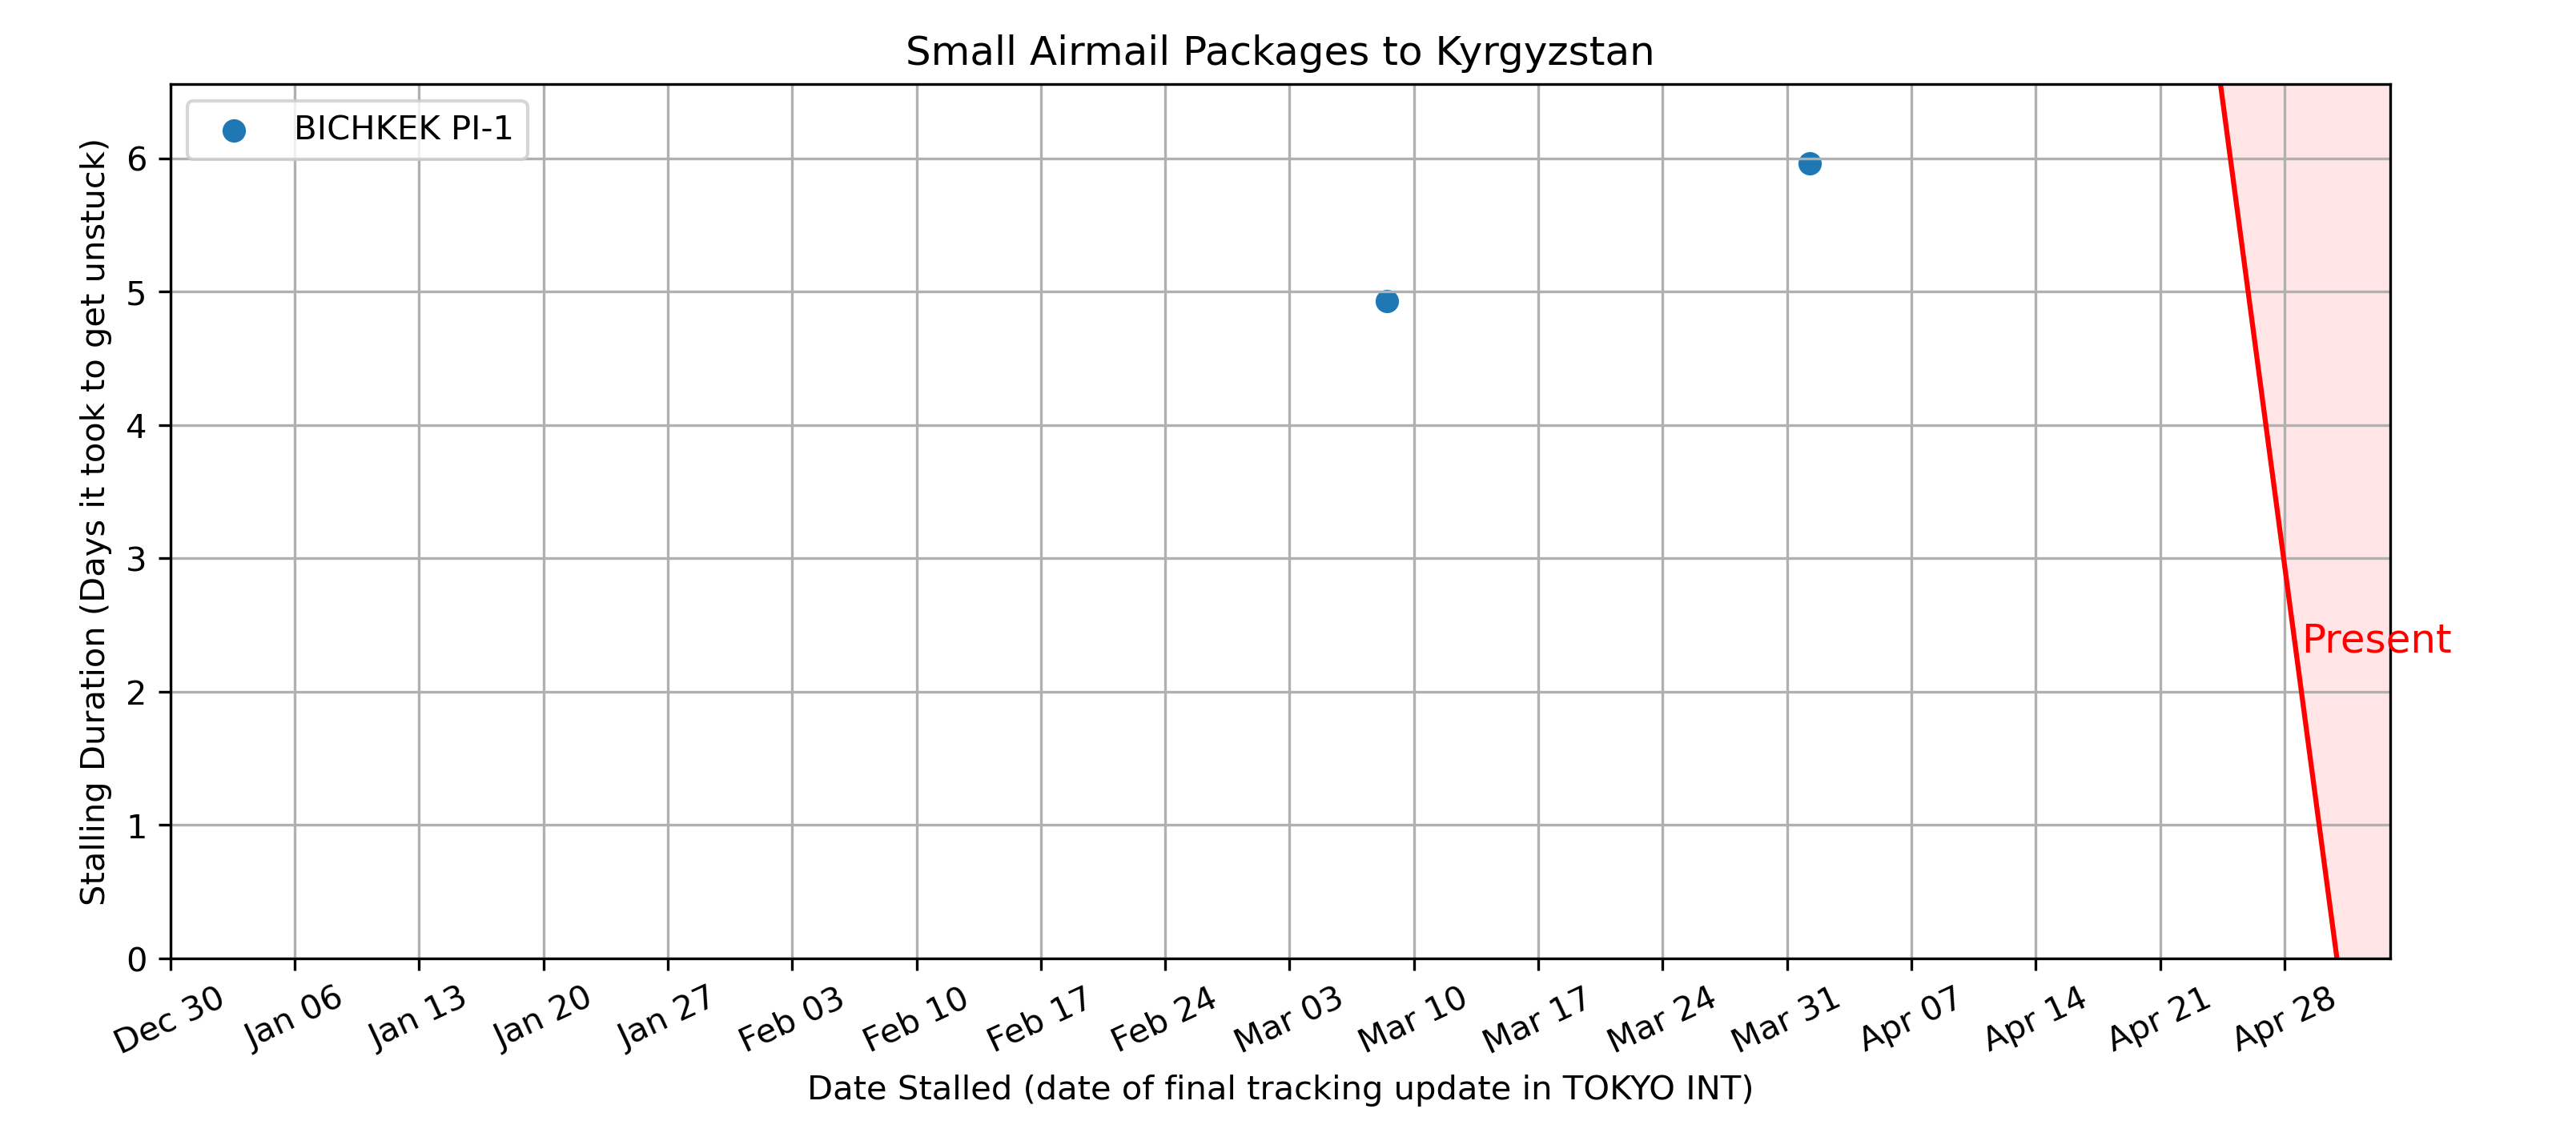 Small Airmail Packages to Kyrgyzstan
BICHKEK PI-1
Stalling Duration (Days it took to get unstuck)
6
5
4
3
2
1
0
Present
Dec 30 Jan 06 Jan 13 Jan 20 Jan 27 Feb 03 Feb 10 Feb 17 Feb 24 Mar 03 Mar 10 Mar 17 Mar 24 Mar 31 Apr 07 Apr 14 Apr 21 Apr 28
Date Stalled (date of final tracking update in TOKYO INT)